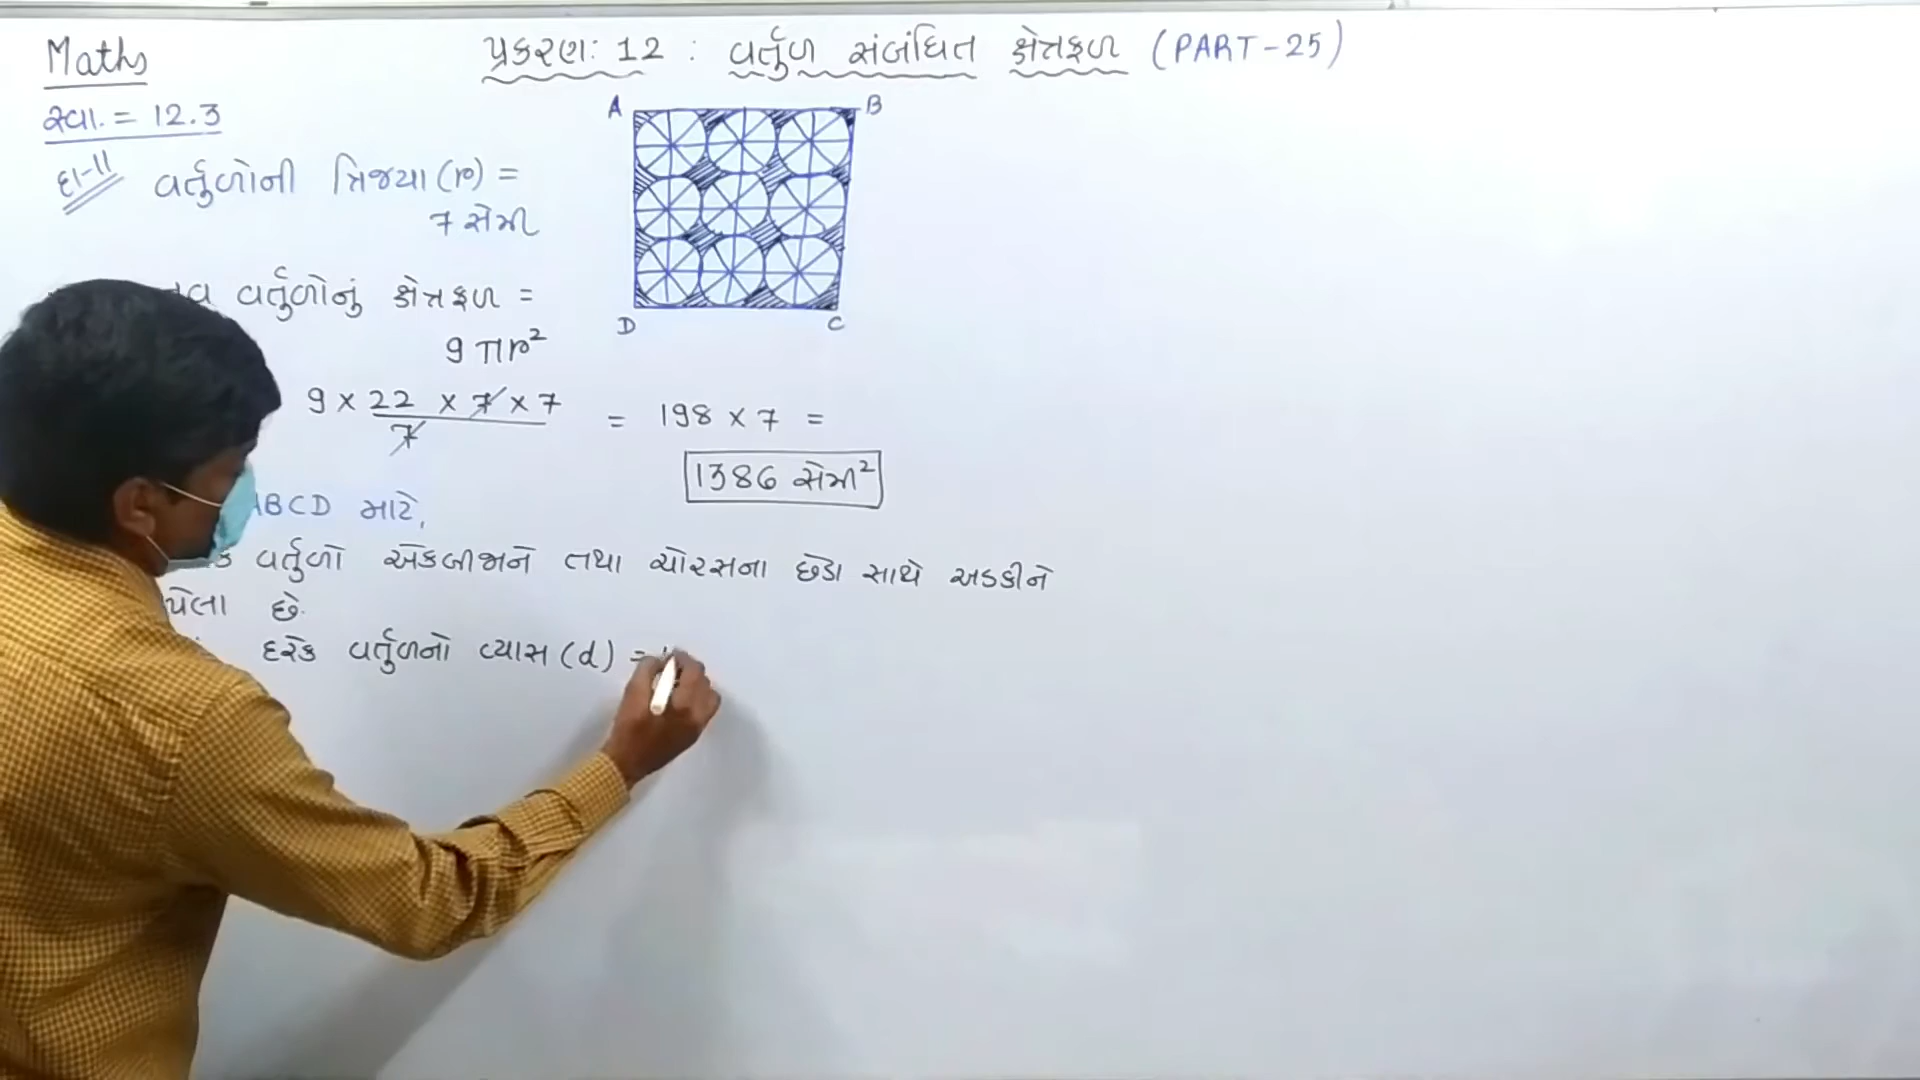 Maths
પ્રકરણ: 12 : વર્તુળ સંબંધિત ક્ષેત્રફળ (PART-25)
સ્વા. = 12.3
દા-11
વર્તુળોની ત્રિજ્યા (r) =
7 સેમી
A B
D C
વર્તુળોનું ક્ષેત્રફળ =
9 πr²
9 × 22 × 7 × 7
7
= 198 × 7 =
1386 સેમી²
ABCD માટે,
વર્તુળો એકબીજાને તથા ચોરસના છેડા સાથે અડકીને
છે.
દરેક વર્તુળનો વ્યાસ (d) =